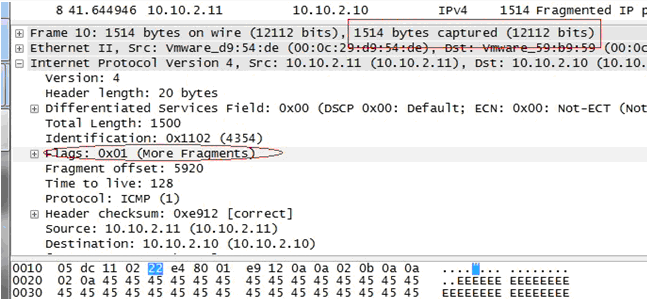 8 41.644946 10.10.2.11 10.10.2.10 IPv4 1514 Fragmented IP p
Frame 10: 1514 bytes on wire (12112 bits), 1514 bytes captured (12112 bits)
Ethernet II, Src: Vmware_d9:54:de (00:0c:29:d9:54:de), Dst: Vmware_59:b9:59 (00:0c
Internet Protocol Version 4, Src: 10.10.2.11 (10.10.2.11), Dst: 10.10.2.10 (10.10.
Version: 4
Header length: 20 bytes
Differentiated Services Field: 0x00 (DSCP 0x00: Default; ECN: 0x00: Not-ECT (Not
Total Length: 1500
Identification: 0x1102 (4354)
Flags: 0x01 (More Fragments)
Fragment offset: 5920
Time to live: 128
Protocol: ICMP (1)
Header checksum: 0xe912 [correct]
Source: 10.10.2.11 (10.10.2.11)
Destination: 10.10.2.10 (10.10.2.10)
0010 05 dc 11 02 22 e4 80 01 e9 12 0a 0a 02 0b 0a 0a ...."... ........
0020 02 0a 45 45 45 45 45 45 45 45 45 45 45 45 45 45 ..EEEEEE EEEEEEEE
0030 45 45 45 45 45 45 45 45 45 45 45 45 45 45 45 45 EEEEEEEE EEEEEEEE